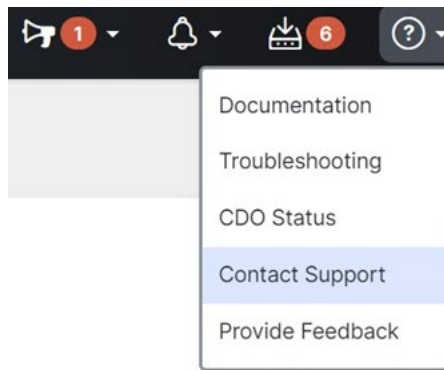 1
6
?
Documentation
Troubleshooting
CDO Status
Contact Support
Provide Feedback